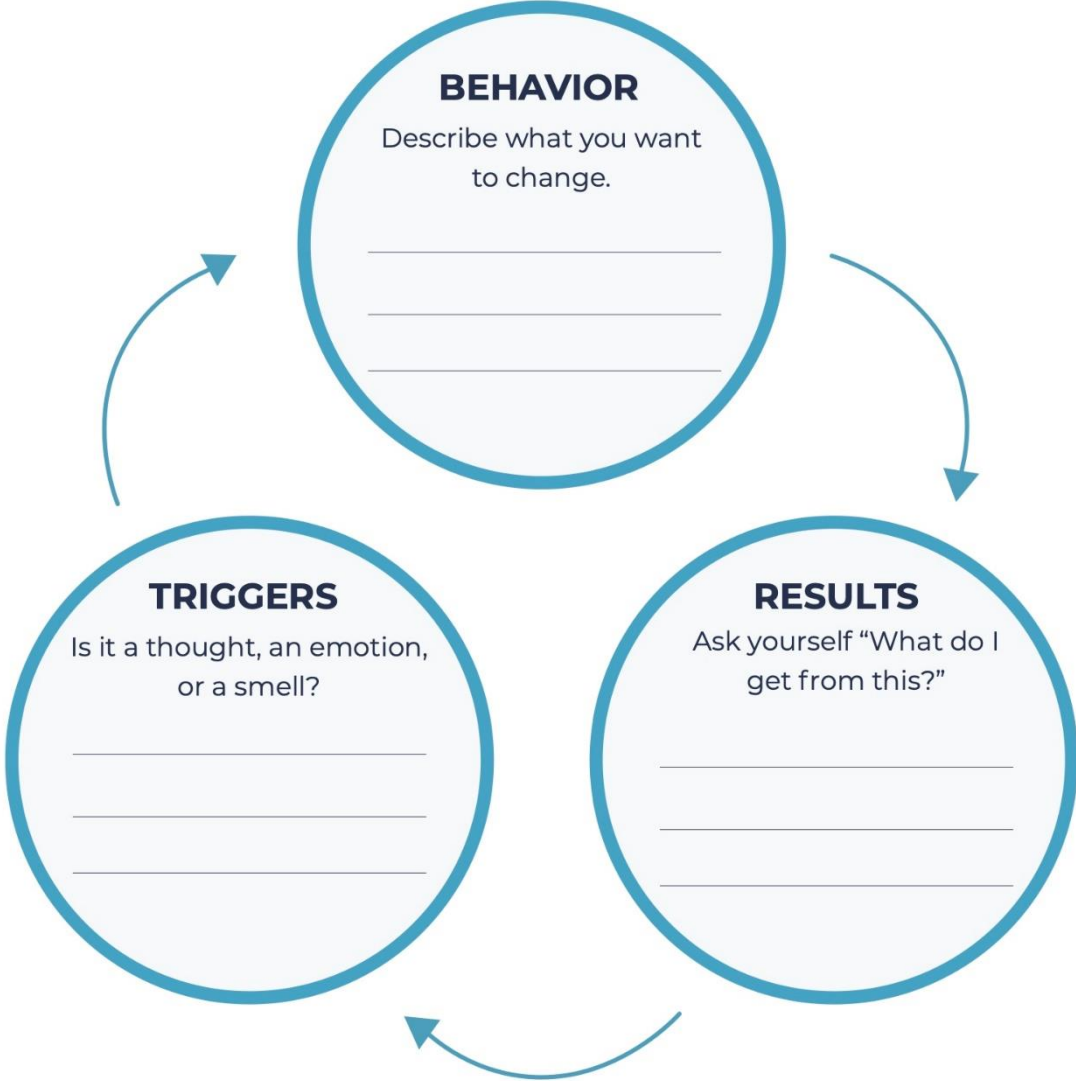 BEHAVIOR
Describe what you want
to change.
TRIGGERS
Is it a thought, an emotion,
or a smell?
RESULTS
Ask yourself “What do I
get from this?”